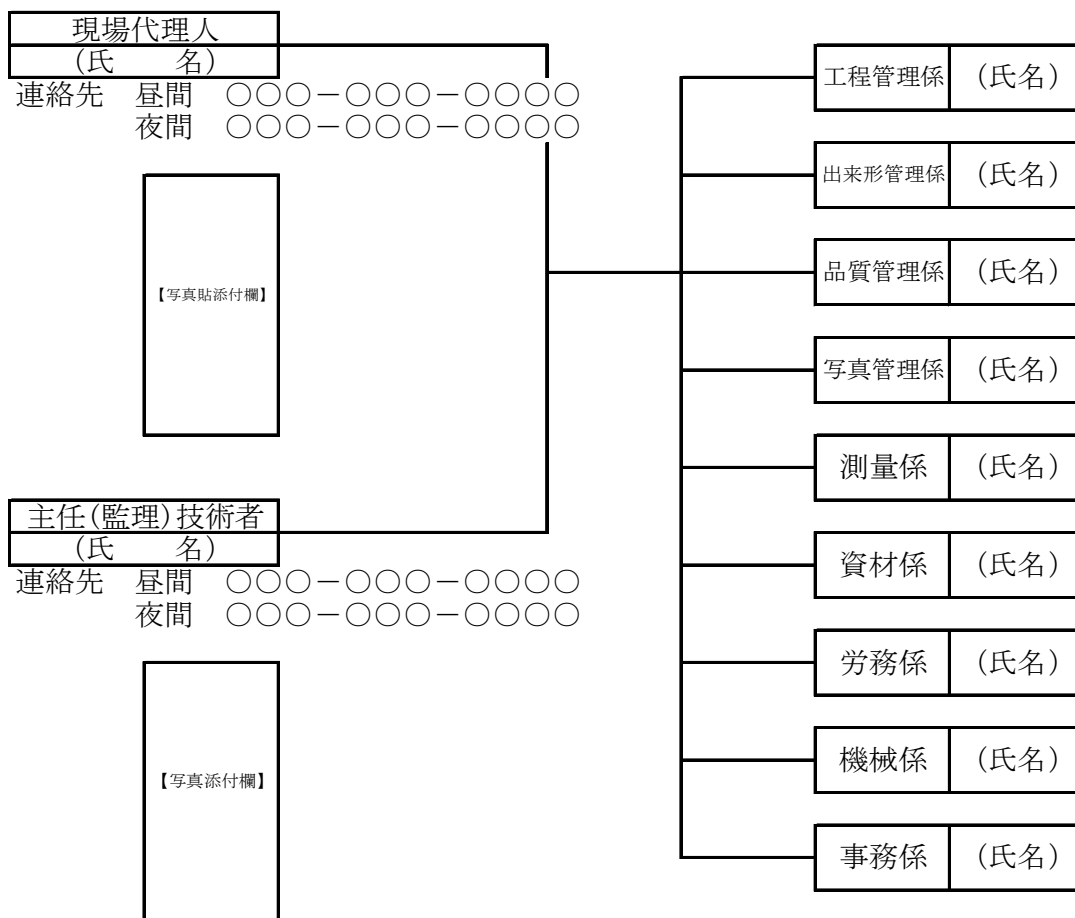 現場代理人
(氏　　名)
連絡先　昼間　○○○－○○○－○○○○
夜間　○○○－○○○－○○○○
【写真貼添付欄】
主任(監理)技術者
(氏　　名)
連絡先　昼間　○○○－○○○－○○○○
夜間　○○○－○○○－○○○○
【写真添付欄】
工程管理係　(氏名)
出来形管理係　(氏名)
品質管理係　(氏名)
写真管理係　(氏名)
測量係　(氏名)
資材係　(氏名)
労務係　(氏名)
機械係　(氏名)
事務係　(氏名)